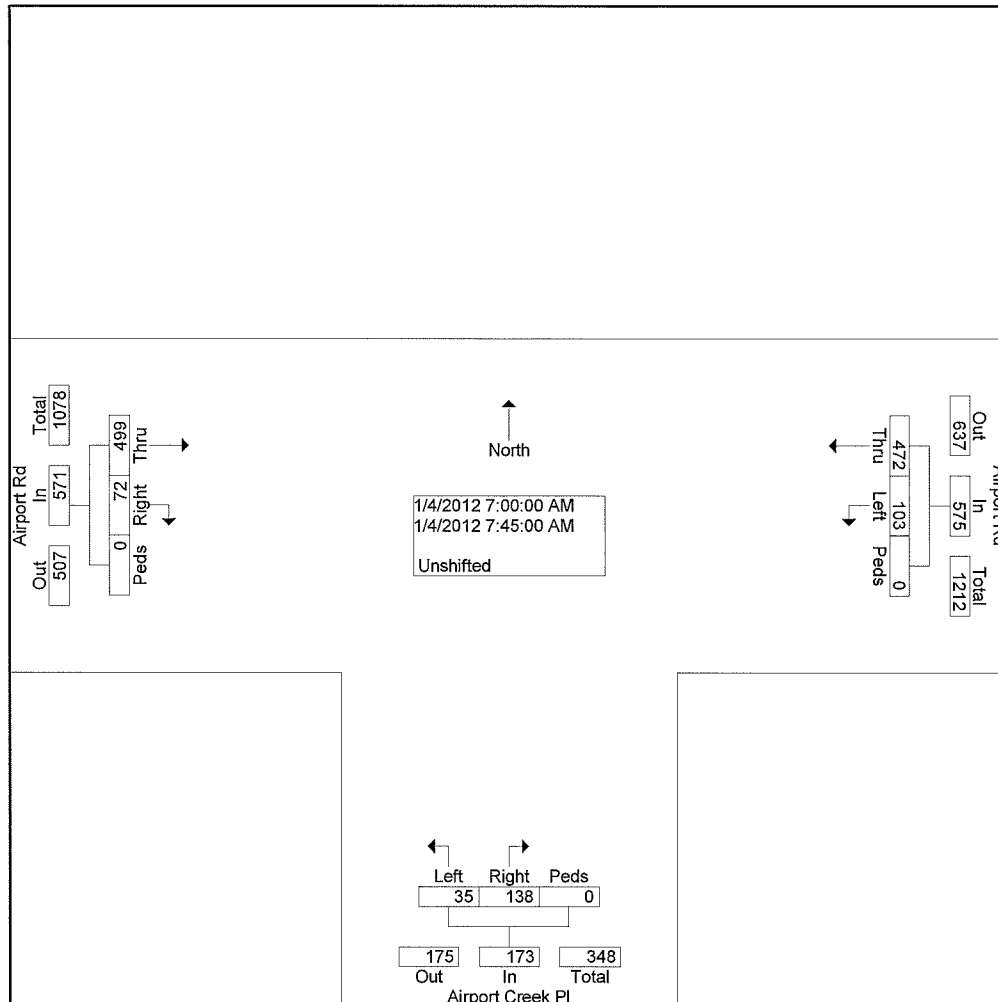 North
1/4/2012 7:00:00 AM
1/4/2012 7:45:00 AM
Unshifted
Airport Rd
Out In Total
507 571 1078
Thru Right Peds
499 72 0
Airport Rd
Out In Total
637 575 1212
Thru Left Peds
472 103 0
Left Right Peds
35 138 0
175 173 348
Out In Total
Airport Creek Pl